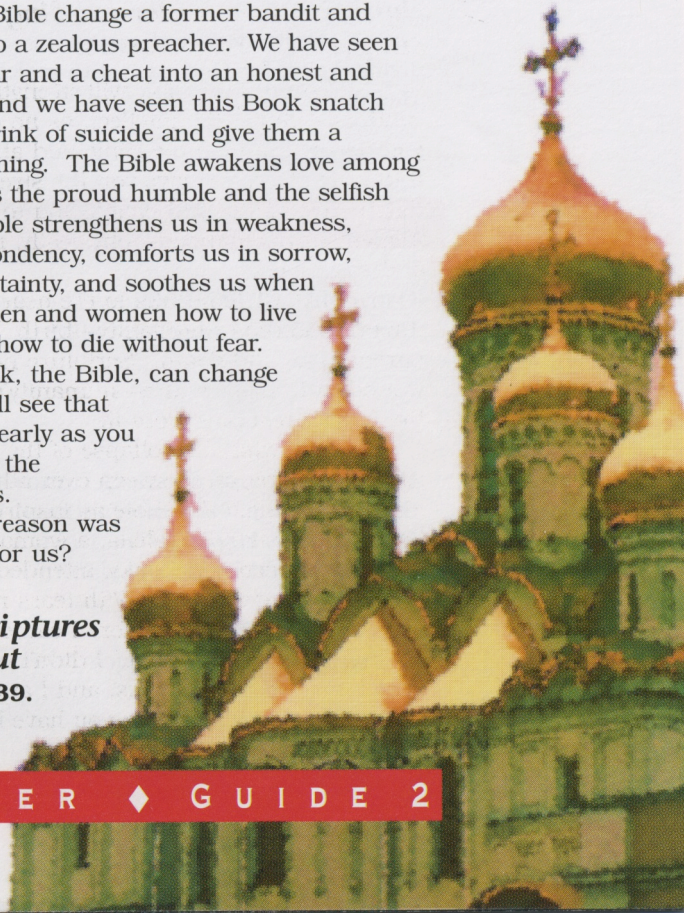 Bible change a former bandit and
o a zealous preacher. We have seen
r and a cheat into an honest and
nd we have seen this Book snatch
rink of suicide and give them a
ning. The Bible awakens love among
s the proud humble and the selfish
ple strengthens us in weakness,
ondency, comforts us in sorrow,
tainty, and soothes us when
en and women how to live
how to die without fear.
k, the Bible, can change
ll see that
early as you
the
s.
reason was
or us?
iptures
ut
39.
E R ♦ G U I D E 2